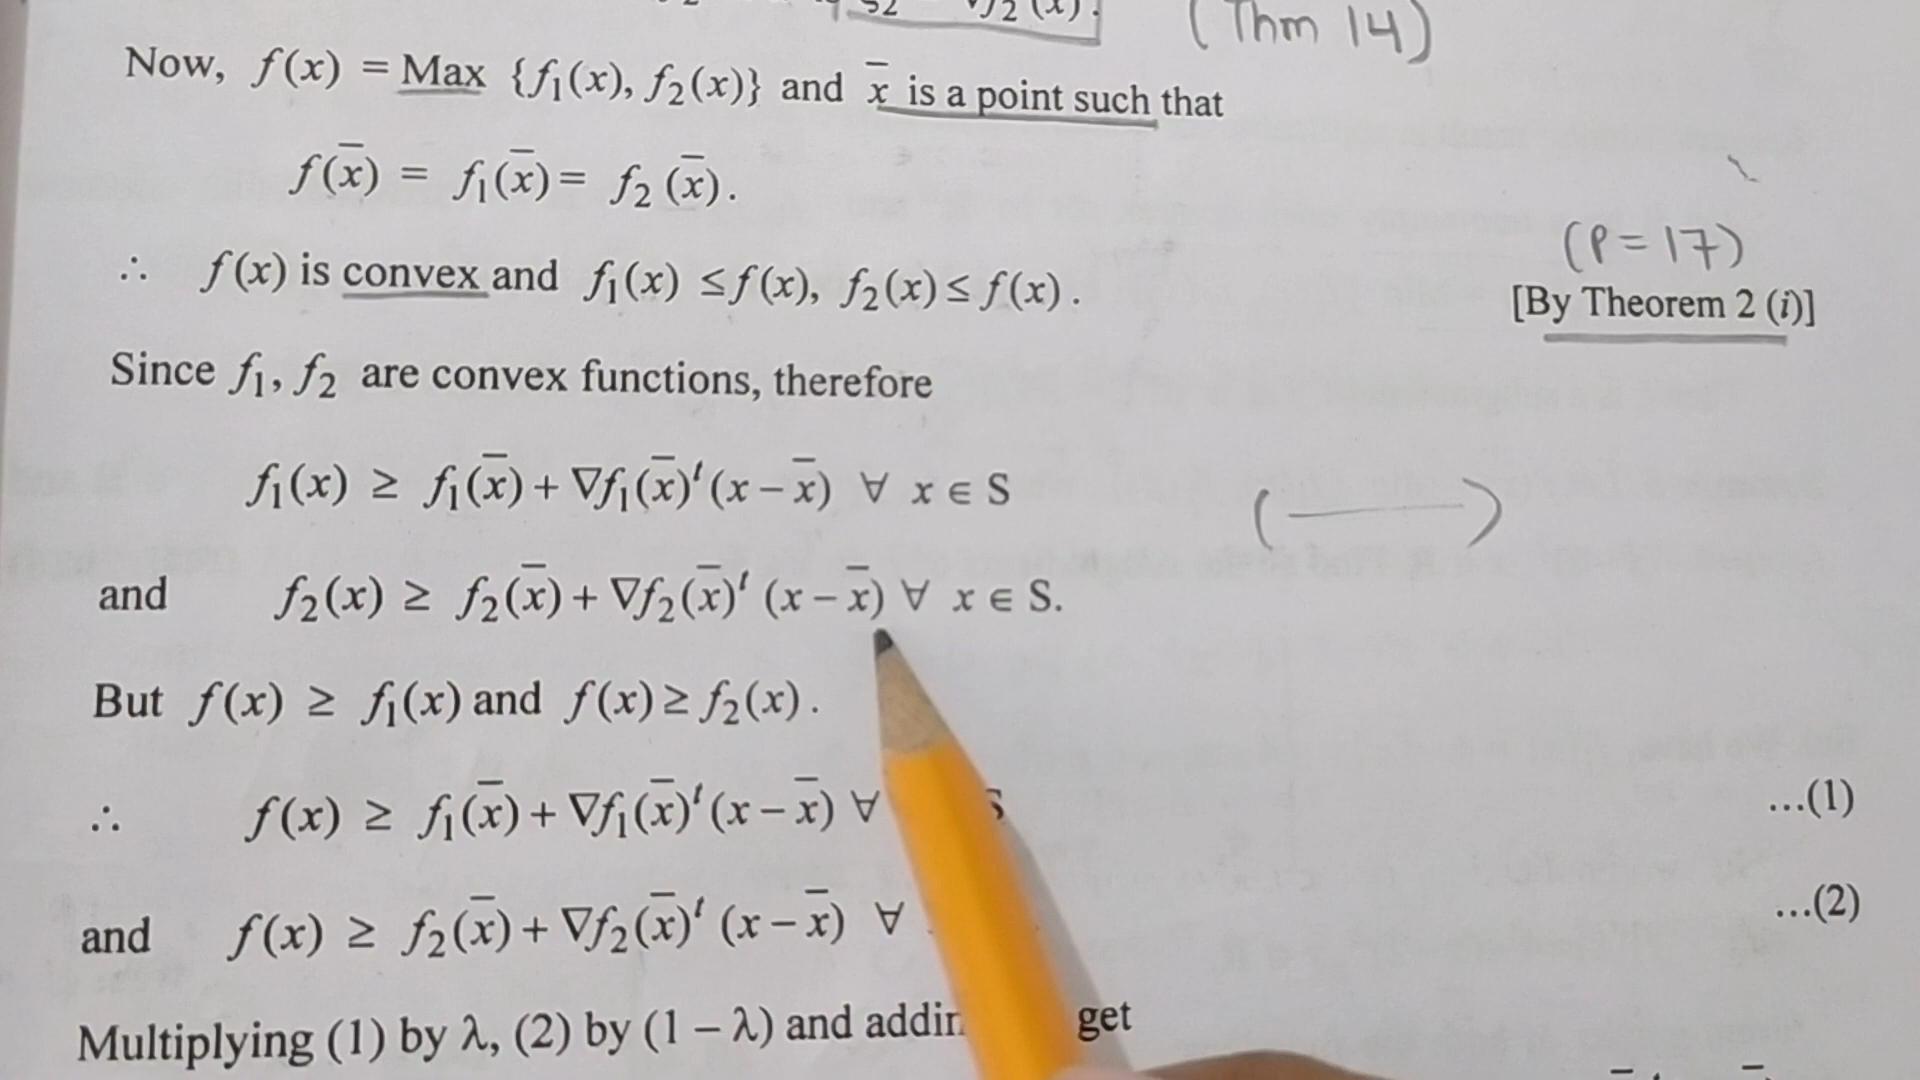 (Thm 14)
Now, f(x) = Max {f₁(x), f₂(x)} and x̄ is a point such that
f(x̄) = f₁(x̄) = f₂(x̄).
(P = 17)
∴ f(x) is convex and f₁(x) ≤ f(x), f₂(x) ≤ f(x). [By Theorem 2 (i)]
Since f₁, f₂ are convex functions, therefore
f₁(x) ≥ f₁(x̄) + ∇f₁(x̄)ᵗ (x – x̄) ∀ x ∈ S
and f₂(x) ≥ f₂(x̄) + ∇f₂(x̄)ᵗ (x – x̄) ∀ x ∈ S.
But f(x) ≥ f₁(x) and f(x) ≥ f₂(x).
∴ f(x) ≥ f₁(x̄) + ∇f₁(x̄)ᵗ (x – x̄) ∀ S ...(1)
and f(x) ≥ f₂(x̄) + ∇f₂(x̄)ᵗ (x – x̄) ∀ ...(2)
Multiplying (1) by λ, (2) by (1 – λ) and get